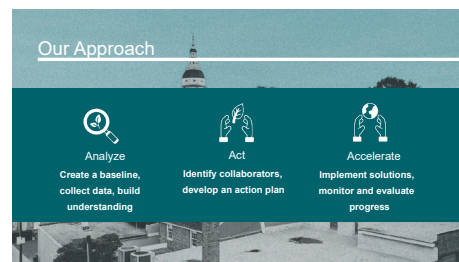 Our Approach
Analyze
Create a baseline,
collect data, build
understanding
Act
Identify collaborators,
develop an action plan
Accelerate
Implement solutions,
monitor and evaluate
progress